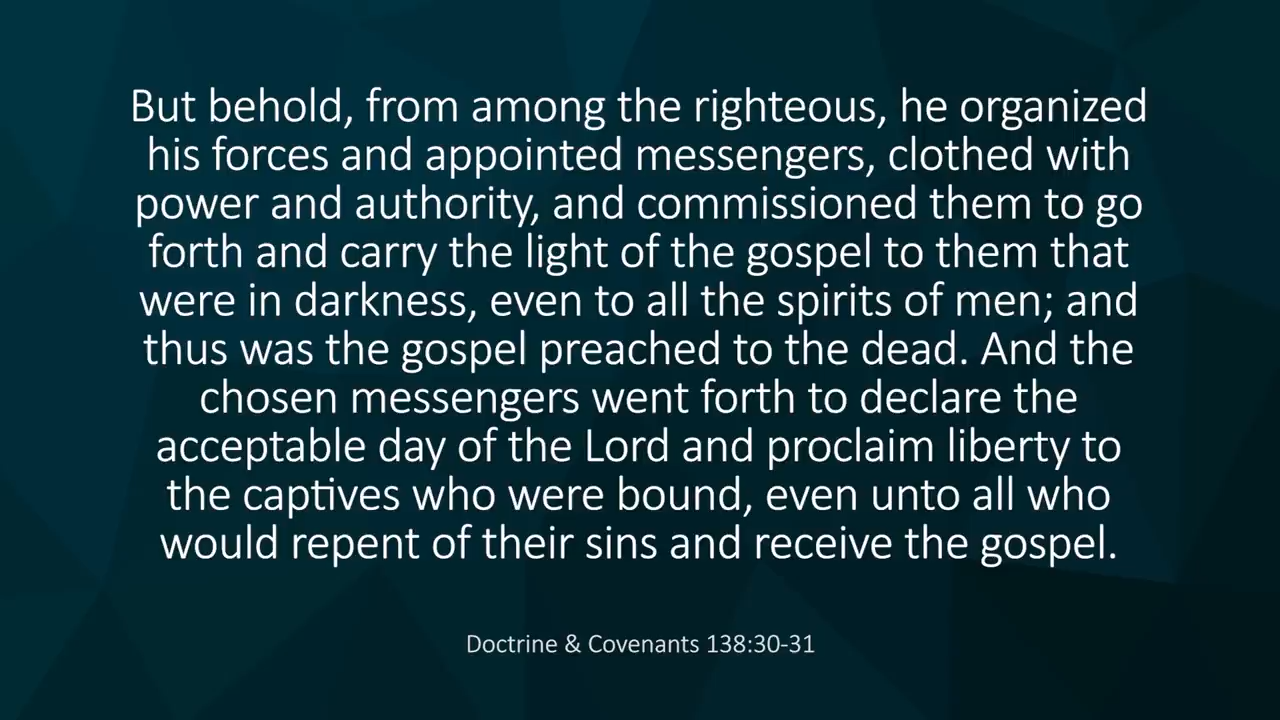 But behold, from among the righteous, he organized
his forces and appointed messengers, clothed with
power and authority, and commissioned them to go
forth and carry the light of the gospel to them that
were in darkness, even to all the spirits of men; and
thus was the gospel preached to the dead. And the
chosen messengers went forth to declare the
acceptable day of the Lord and proclaim liberty to
the captives who were bound, even unto all who
would repent of their sins and receive the gospel.
Doctrine & Covenants 138:30-31